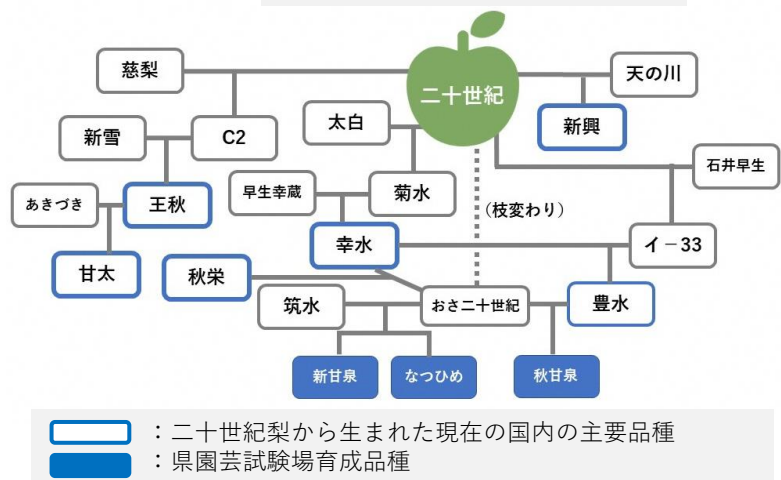 慈梨
二十世紀
天の川
新雪
C2
太白
新興
石井早生
あきづき
王秋
早生幸蔵
菊水
(枝変わり)
甘太
秋栄
幸水
イ－33
筑水
おさ二十世紀
豊水
新甘泉
なつひめ
秋甘泉
：二十世紀梨から生まれた現在の国内の主要品種
：県園芸試験場育成品種